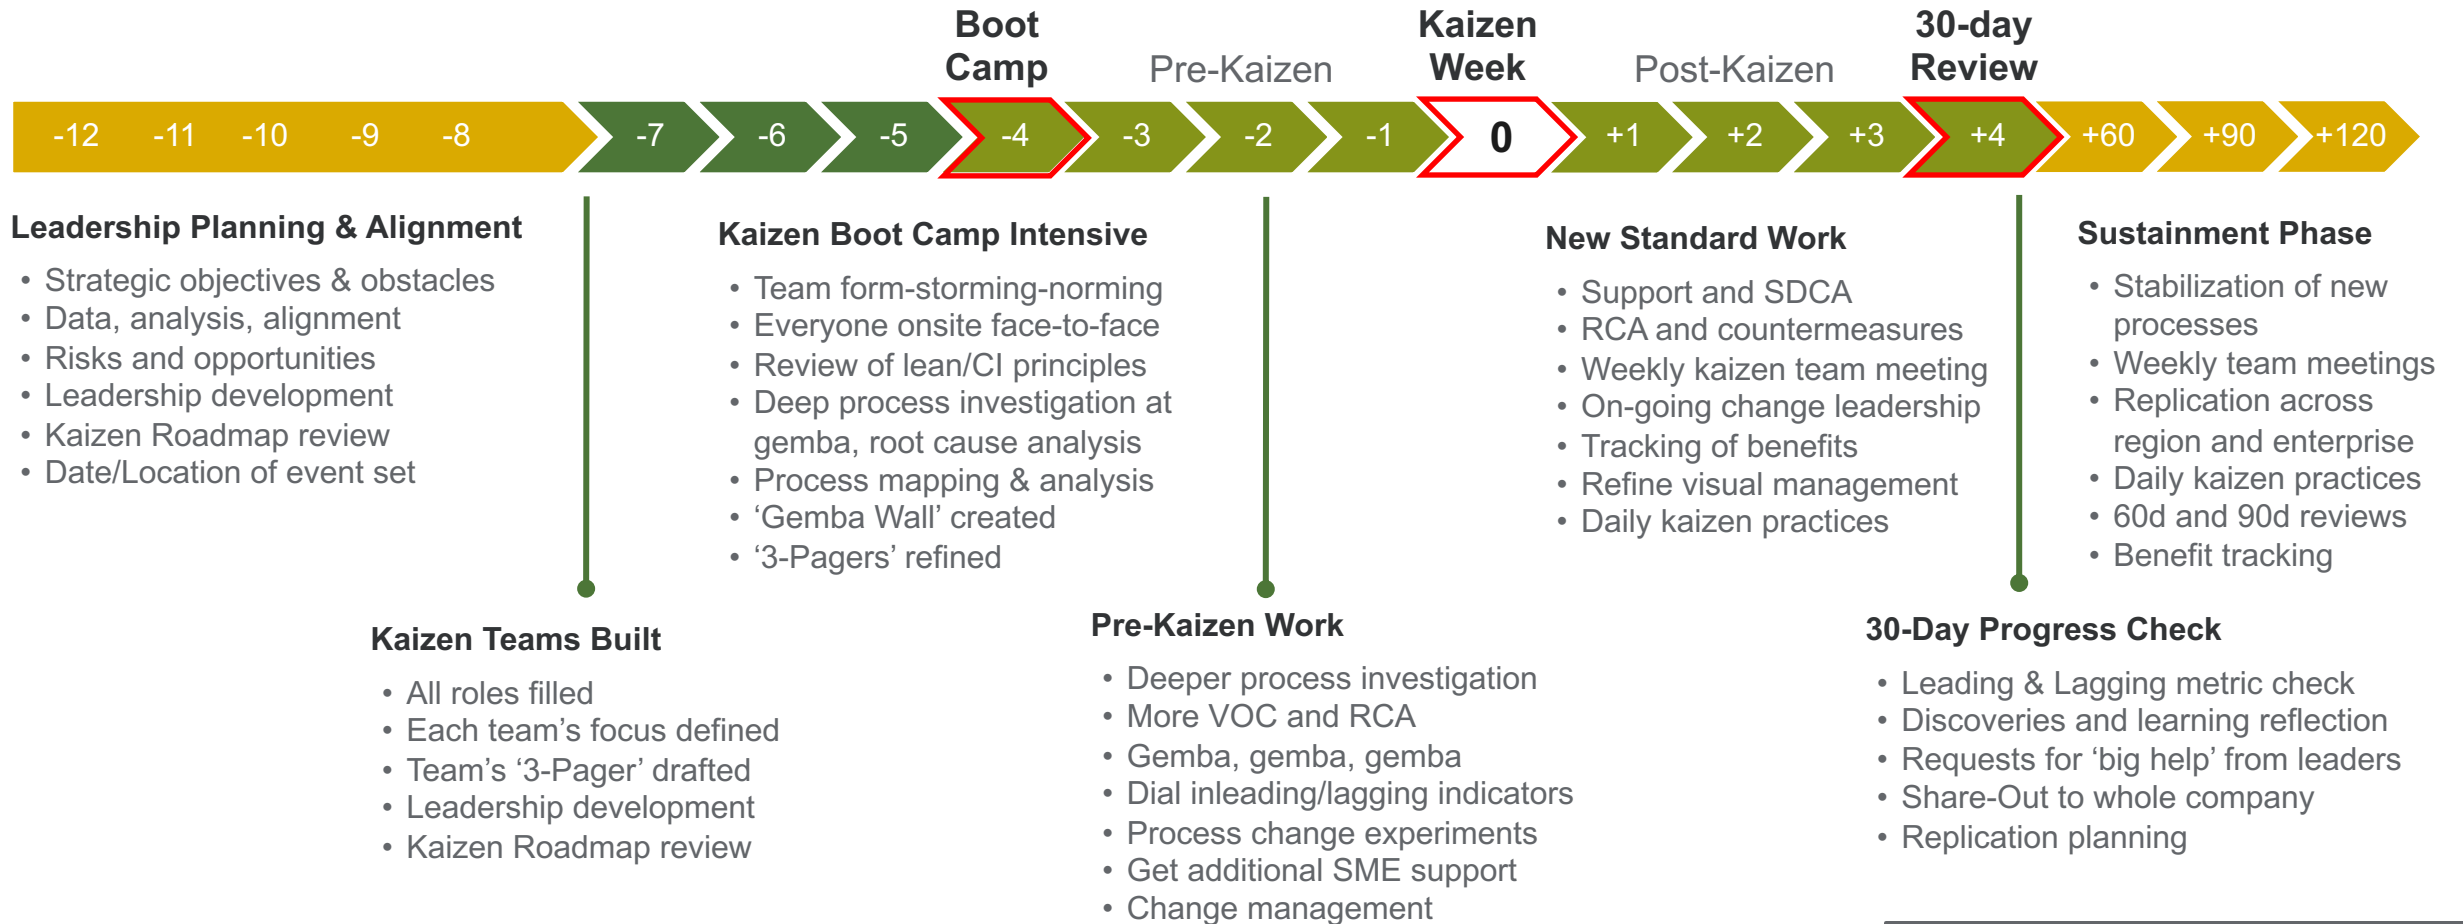 Boot
Camp
Pre-Kaizen
Kaizen
Week
Post-Kaizen
30-day
Review
-12 -11 -10 -9 -8 -7 -6 -5 -4 -3 -2 -1 0 +1 +2 +3 +4 +60 +90 +120
Leadership Planning & Alignment
• Strategic objectives & obstacles
• Data, analysis, alignment
• Risks and opportunities
• Leadership development
• Kaizen Roadmap review
• Date/Location of event set
Kaizen Teams Built
• All roles filled
• Each team’s focus defined
• Team’s ‘3-Pager’ drafted
• Leadership development
• Kaizen Roadmap review
Kaizen Boot Camp Intensive
• Team form-storming-norming
• Everyone onsite face-to-face
• Review of lean/CI principles
• Deep process investigation at
gemba, root cause analysis
• Process mapping & analysis
• ‘Gemba Wall’ created
• ‘3-Pagers’ refined
Pre-Kaizen Work
• Deeper process investigation
• More VOC and RCA
• Gemba, gemba, gemba
• Dial inleading/lagging indicators
• Process change experiments
• Get additional SME support
• Change management
New Standard Work
• Support and SDCA
• RCA and countermeasures
• Weekly kaizen team meeting
• On-going change leadership
• Tracking of benefits
• Refine visual management
• Daily kaizen practices
30-Day Progress Check
• Leading & Lagging metric check
• Discoveries and learning reflection
• Requests for ‘big help’ from leaders
• Share-Out to whole company
• Replication planning
Sustainment Phase
• Stabilization of new
processes
• Weekly team meetings
• Replication across
region and enterprise
• Daily kaizen practices
• 60d and 90d reviews
• Benefit tracking